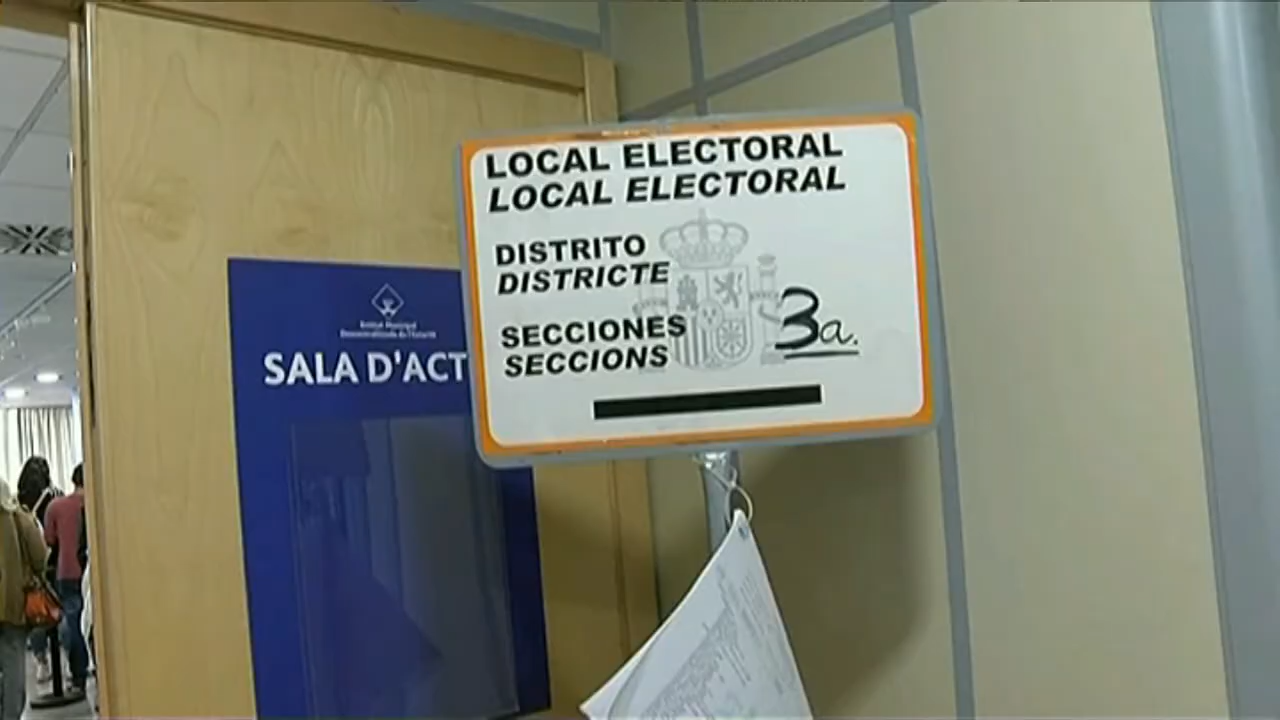 LOCAL ELECTORAL
LOCAL ELECTORAL
DISTRITO
DISTRICTE
SECCIONES
SECCIONS
3a.
SALA D'ACT